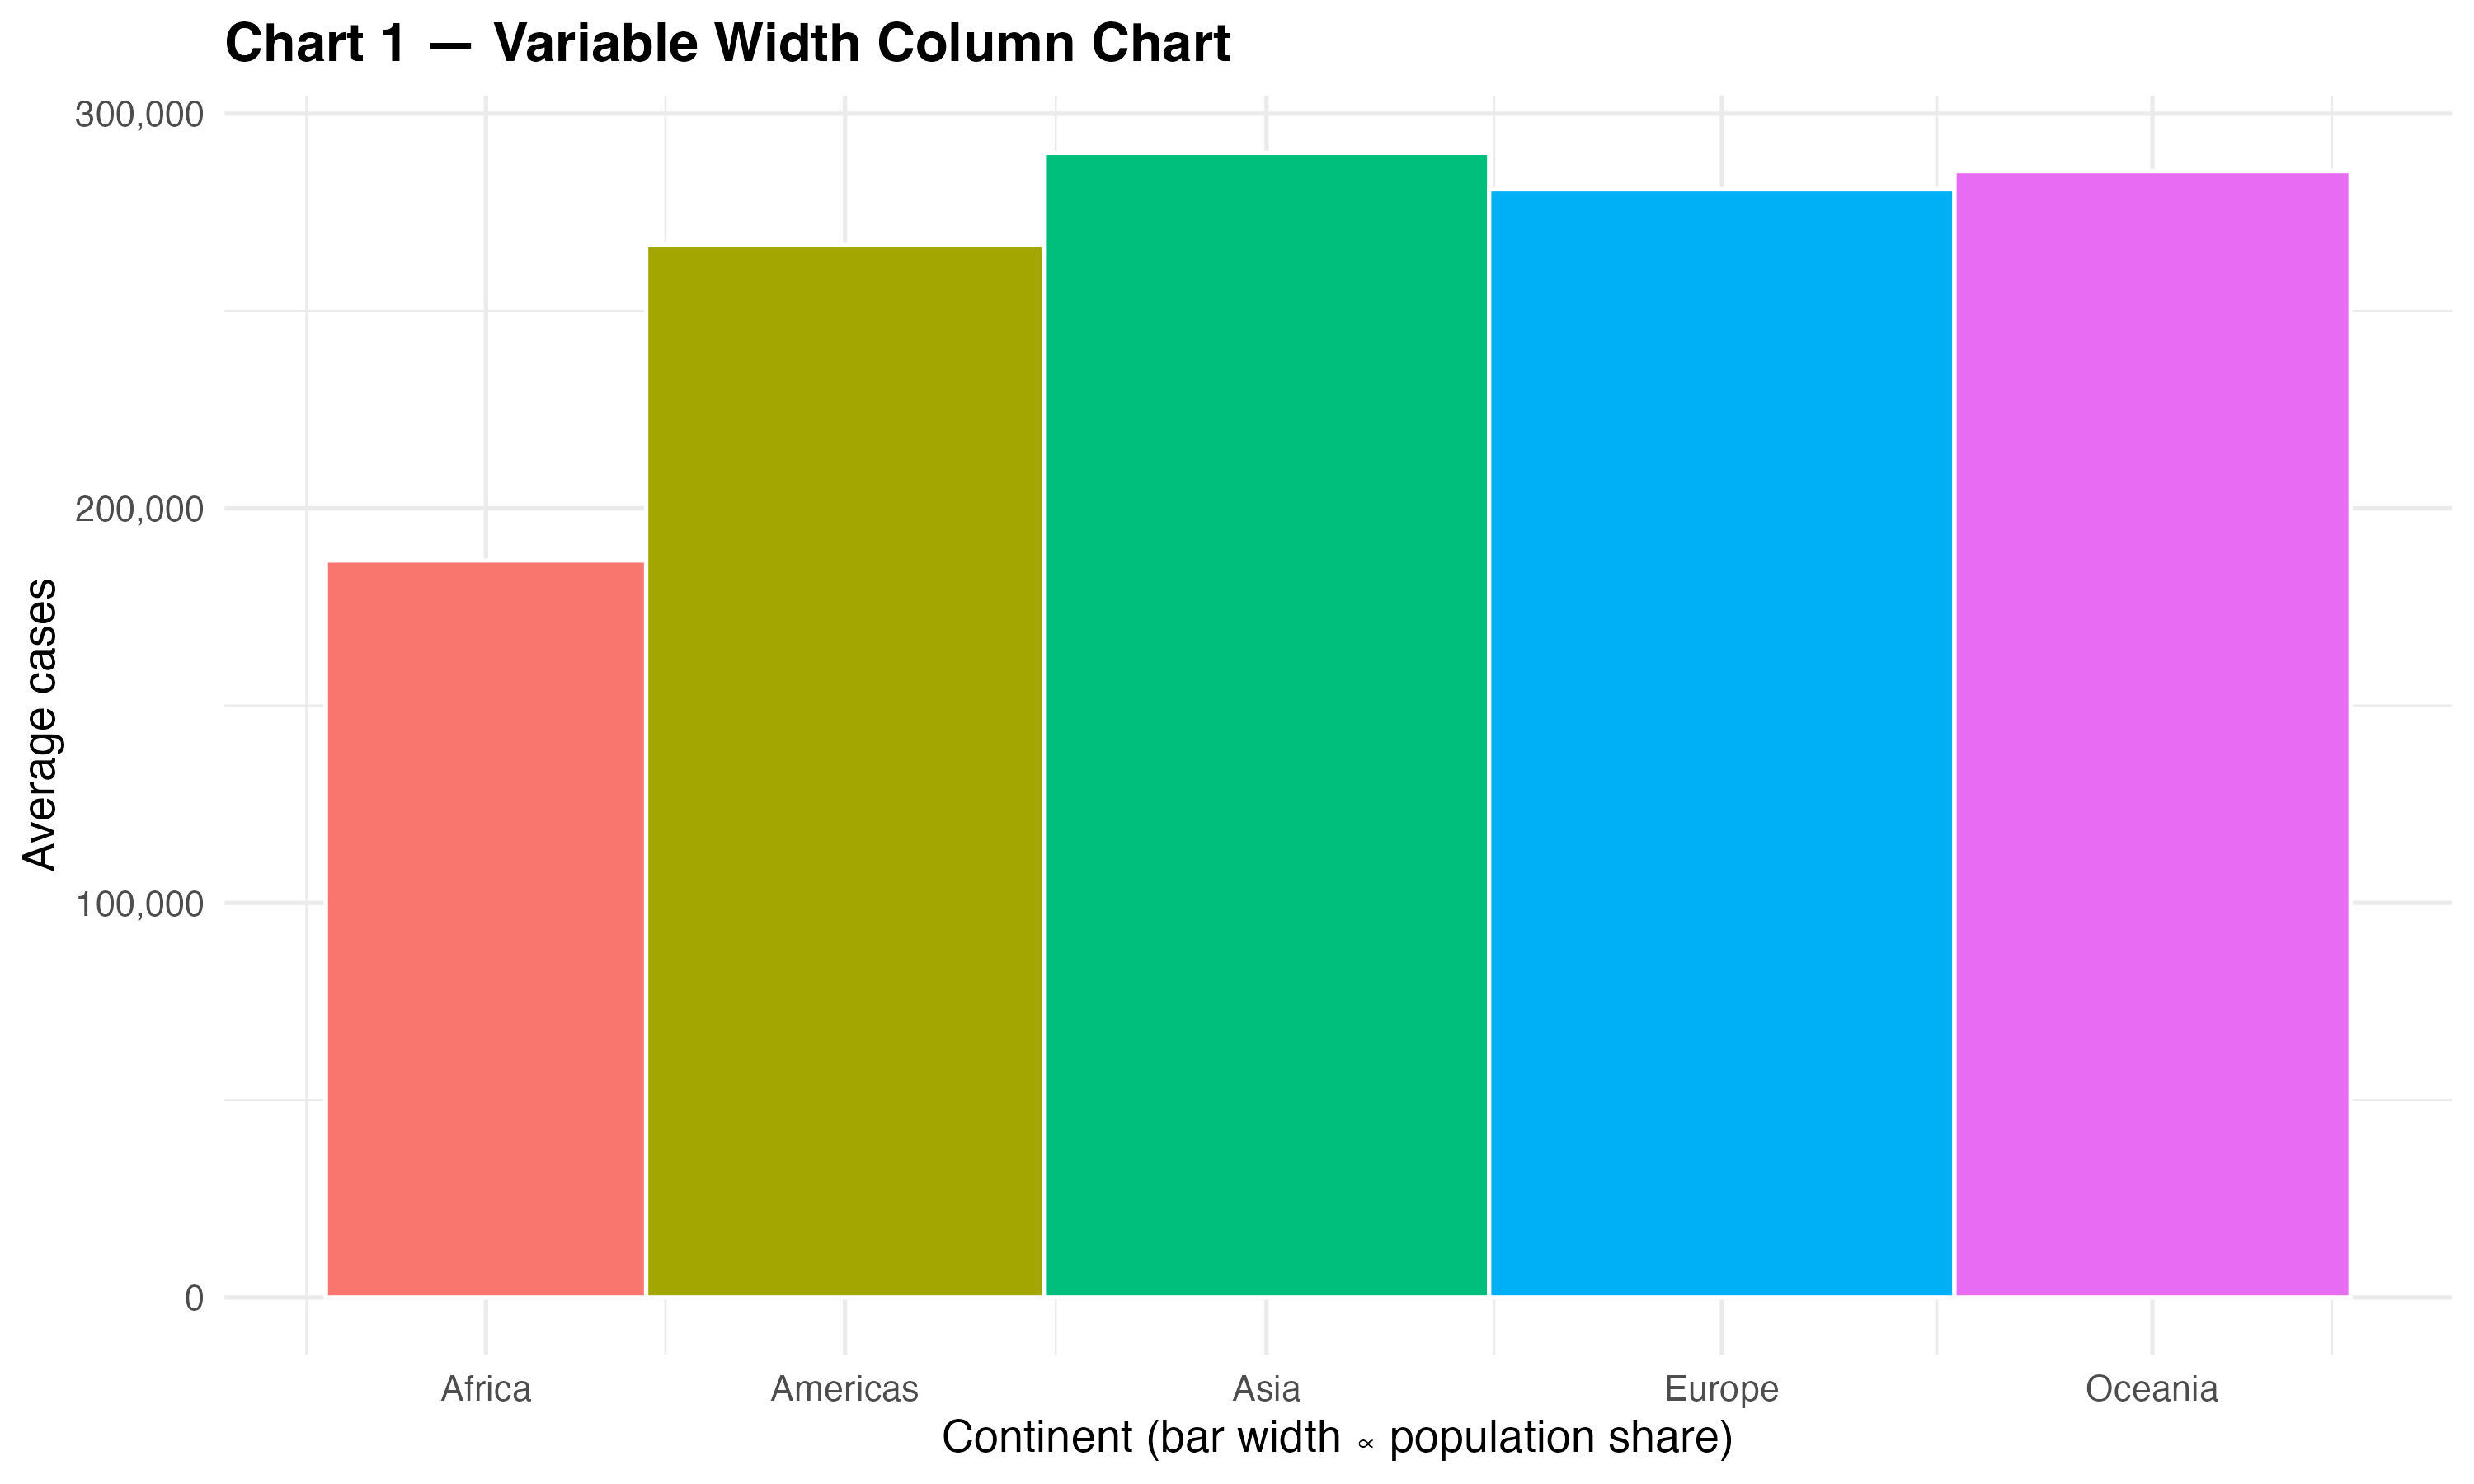 Chart 1 — Variable Width Column Chart
300,000
200,000
100,000
0
Average cases
Africa Americas Asia Europe Oceania
Continent (bar width ∝ population share)